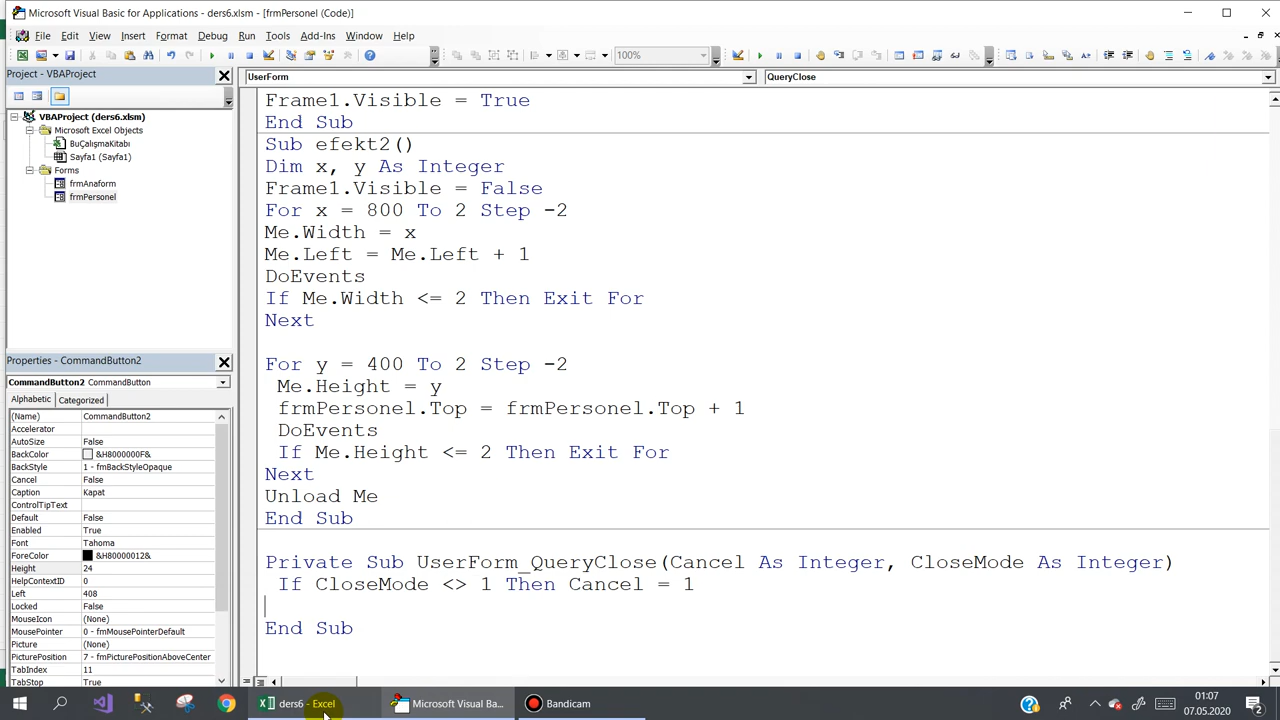 Microsoft Visual Basic for Applications - ders6.xlsm - [frmPersonel (Code)]
File Edit View Insert Format Debug Run Tools Add-Ins Window Help
100%
Project - VBAProject
UserForm
QueryClose
VBAProject (ders6.xlsm)
Microsoft Excel Objects
BuÇalışmaKitabı
Sayfa1 (Sayfa1)
Forms
frmAnaform
frmPersonel
Properties - CommandButton2
CommandButton2 CommandButton
Alphabetic Categorized
(Name) CommandButton2
Accelerator
AutoSize False
BackColor &H8000000F&
BackStyle 1 - fmBackStyleOpaque
Cancel False
Caption Kapat
ControlTipText
Default False
Enabled True
Font Tahoma
ForeColor &H80000012&
Height 24
HelpContextID 0
Left 408
Locked False
MouseIcon (None)
MousePointer 0 - fmMousePointerDefault
Picture (None)
PicturePosition 7 - fmPicturePositionAboveCenter
TabIndex 11
TabStop True
Frame1.Visible = True
End Sub
Sub efekt2()
Dim x, y As Integer
Frame1.Visible = False
For x = 800 To 2 Step -2
Me.Width = x
Me.Left = Me.Left + 1
DoEvents
If Me.Width <= 2 Then Exit For
Next
For y = 400 To 2 Step -2
Me.Height = y
frmPersonel.Top = frmPersonel.Top + 1
DoEvents
If Me.Height <= 2 Then Exit For
Next
Unload Me
End Sub
Private Sub UserForm_QueryClose(Cancel As Integer, CloseMode As Integer)
If CloseMode <> 1 Then Cancel = 1
End Sub
ders6 - Excel
Microsoft Visual Ba...
Bandicam
01:07
07.05.2020
2